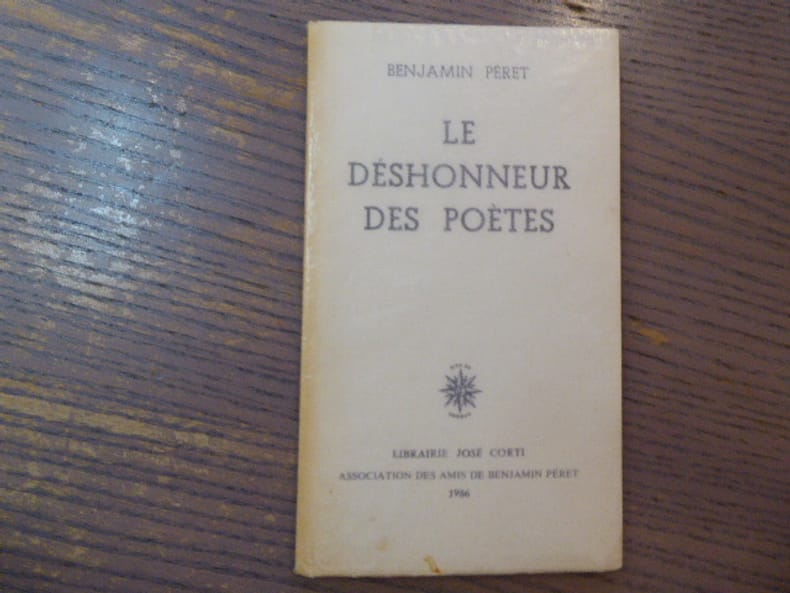 BENJAMIN PÉRET
LE
DÉSHONNEUR
DES POÈTES
LIBRAIRIE JOSÉ CORTI
ASSOCIATION DES AMIS DE BENJAMIN PÉRET
1986